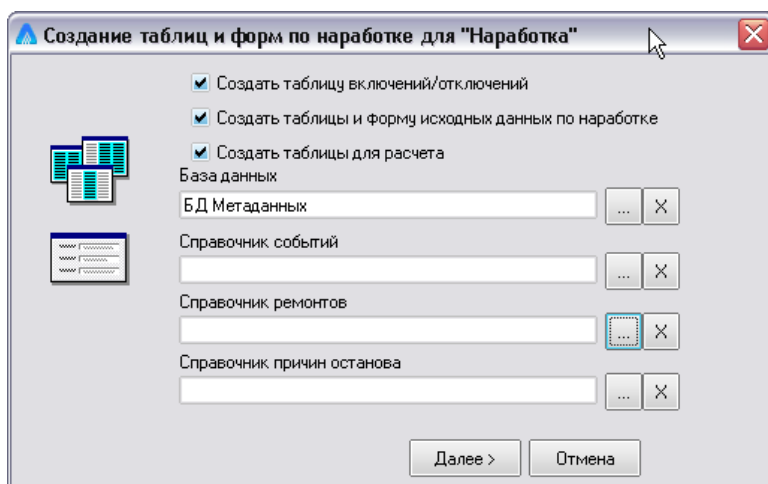 Создание таблиц и форм по наработке для "Наработка"
Создать таблицу включений/отключений
Создать таблицы и форму исходных данных по наработке
Создать таблицы для расчета
База данных
БД Метаданных
... X
Справочник событий
... X
Справочник ремонтов
... X
Справочник причин останова
... X
Далее > Отмена